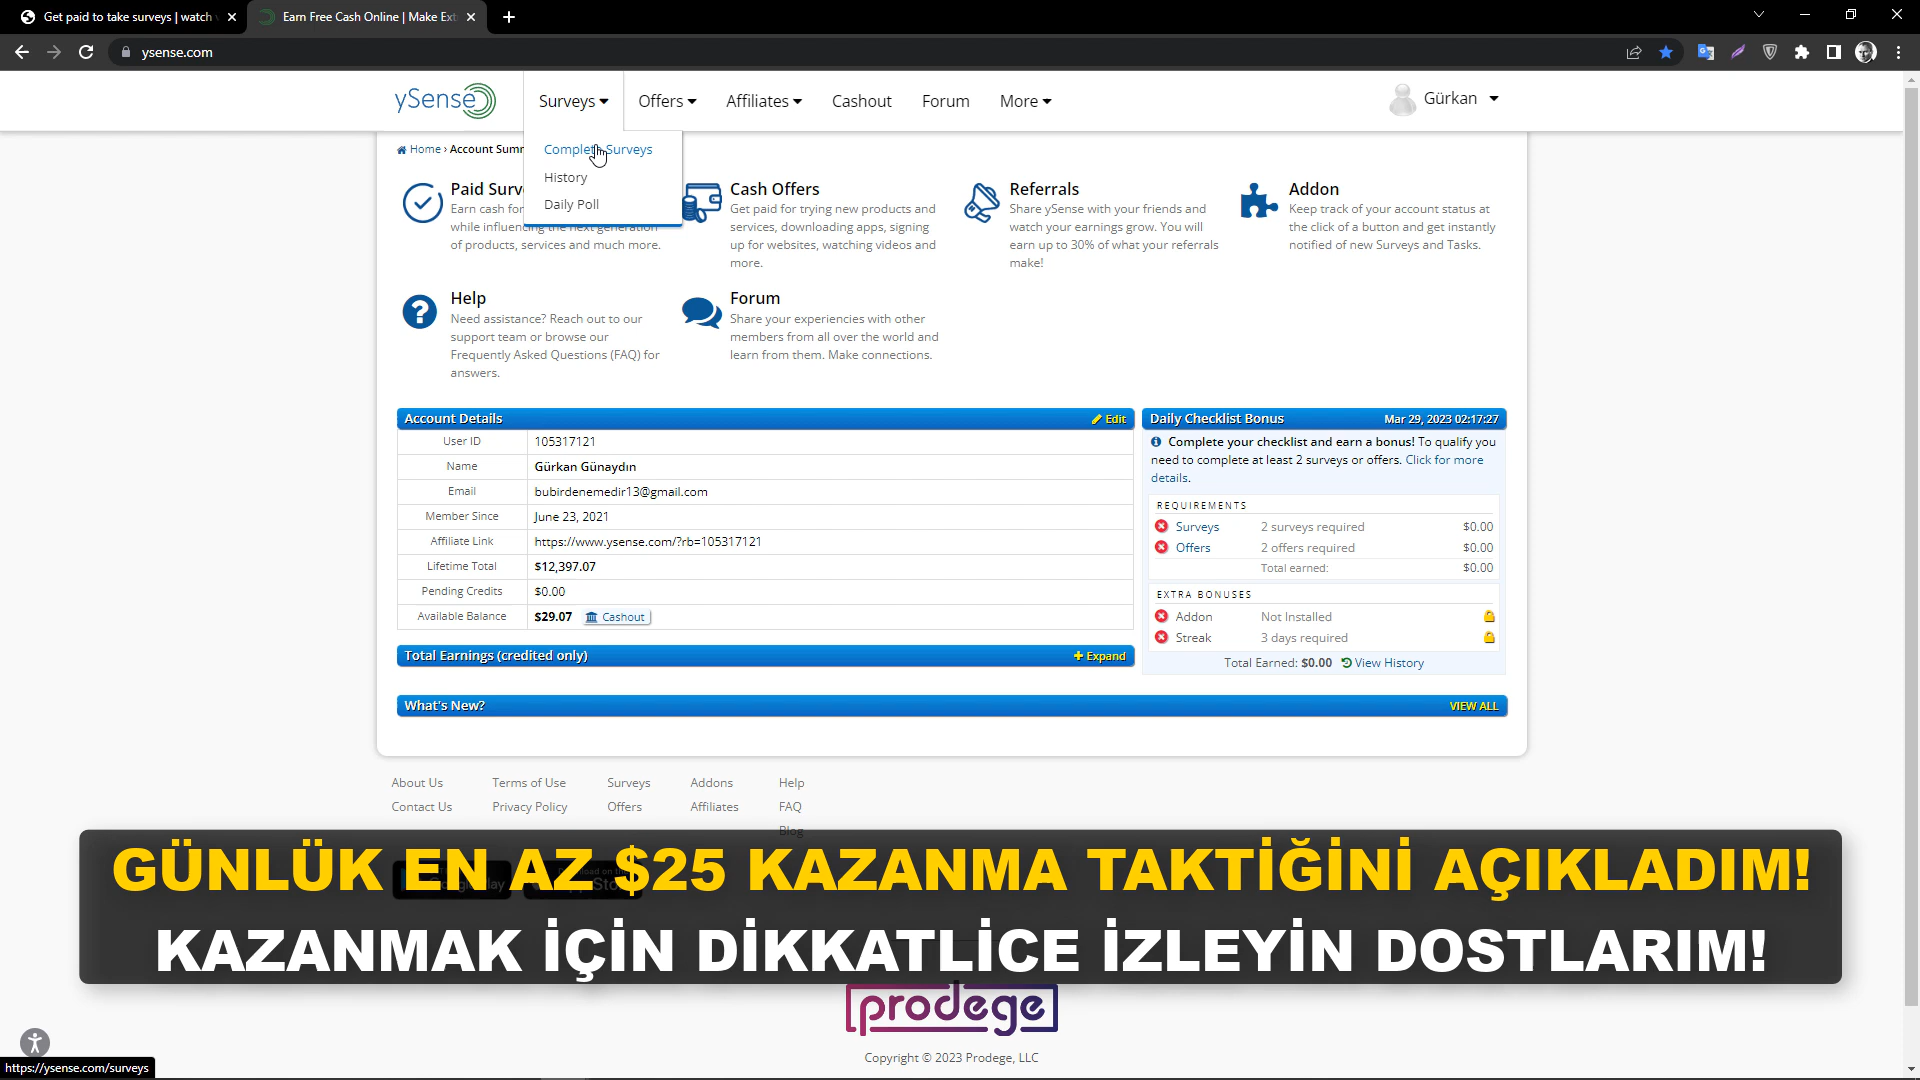 Get paid to take surveys | watch
Earn Free Cash Online | Make Ext
ysense.com
ySense
Surveys
Offers
Affiliates
Cashout
Forum
More
Gürkan
Home › Account Summ
Complete Surveys
History
Daily Poll
Paid Surve
Earn cash for
while influencing the next generation
of products, services and much more.
Cash Offers
Get paid for trying new products and
services, downloading apps, signing
up for websites, watching videos and
more.
Referrals
Share ySense with your friends and
watch your earnings grow. You will
earn up to 30% of what your referrals
make!
Addon
Keep track of your account status at
the click of a button and get instantly
notified of new Surveys and Tasks.
Help
Need assistance? Reach out to our
support team or browse our
Frequently Asked Questions (FAQ) for
answers.
Forum
Share your experiences with other
members from all over the world and
learn from them. Make connections.
Account Details Edit
User ID 105317121
Name Gürkan Günaydın
Email bubirdenemedir13@gmail.com
Member Since June 23, 2021
Affiliate Link https://www.ysense.com/?rb=105317121
Lifetime Total $12,397.07
Pending Credits $0.00
Available Balance $29.07 Cashout
Total Earnings (credited only) Expand
Daily Checklist Bonus Mar 29, 2023 02:17:27
Complete your checklist and earn a bonus! To qualify you
need to complete at least 2 surveys or offers. Click for more
details.
REQUIREMENTS
Surveys 2 surveys required $0.00
Offers 2 offers required $0.00
Total earned: $0.00
EXTRA BONUSES
Addon Not Installed
Streak 3 days required
Total Earned: $0.00 View History
What's New? VIEW ALL
About Us Terms of Use Surveys Addons Help
Contact Us Privacy Policy Offers Affiliates FAQ
Blog
GÜNLÜK EN AZ $25 KAZANMA TAKTİĞİNİ AÇIKLADIM!
KAZANMAK İÇİN DİKKATLİCE İZLEYİN DOSTLARIM!
prodege
Copyright © 2023 Prodege, LLC
https://ysense.com/surveys